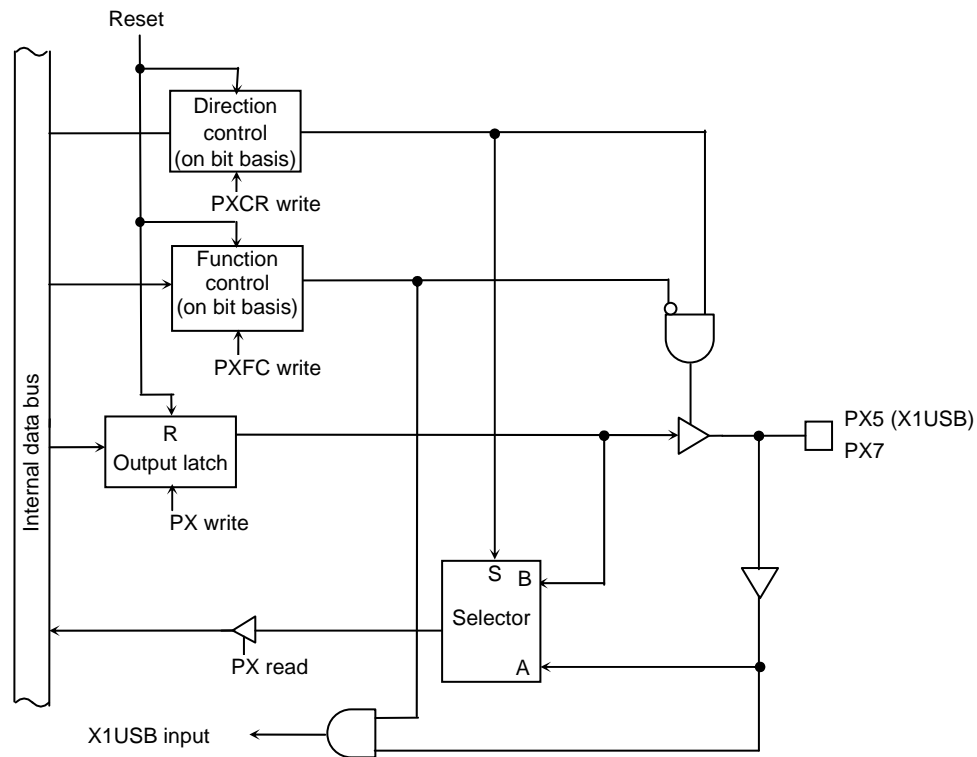 Reset
Direction
control
(on bit basis)
PXCR write
Function
control
(on bit basis)
PXFC write
Internal data bus
R
Output latch
PX write
PX5 (X1USB)
PX7
S
B
Selector
A
PX read
X1USB input